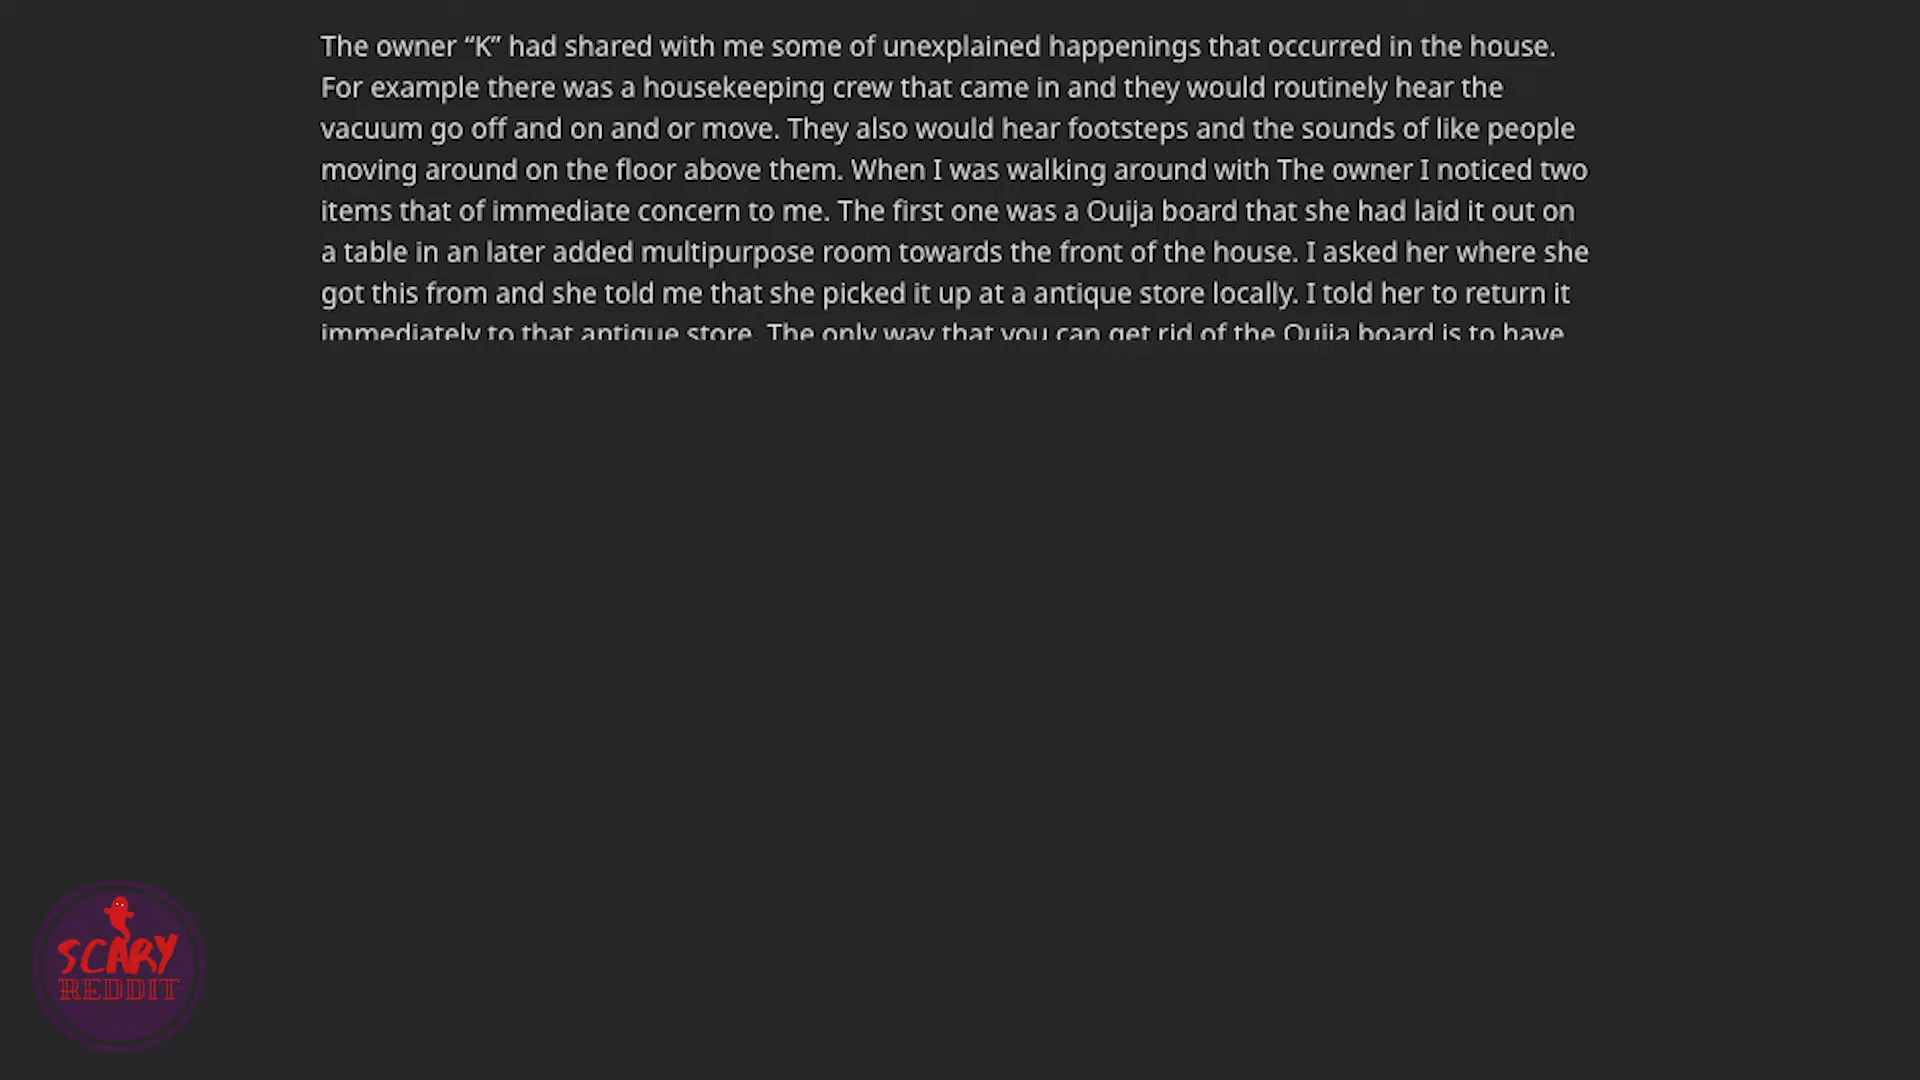 The owner “K” had shared with me some of unexplained happenings that occurred in the house.
For example there was a housekeeping crew that came in and they would routinely hear the
vacuum go off and on and or move. They also would hear footsteps and the sounds of like people
moving around on the floor above them. When I was walking around with The owner I noticed two
items that of immediate concern to me. The first one was a Ouija board that she had laid it out on
a table in an later added multipurpose room towards the front of the house. I asked her where she
got this from and she told me that she picked it up at a antique store locally. I told her to return it
immediately to that antique store. The only way that you can get rid of the Ouija board is to have
SCARY
REDDIT